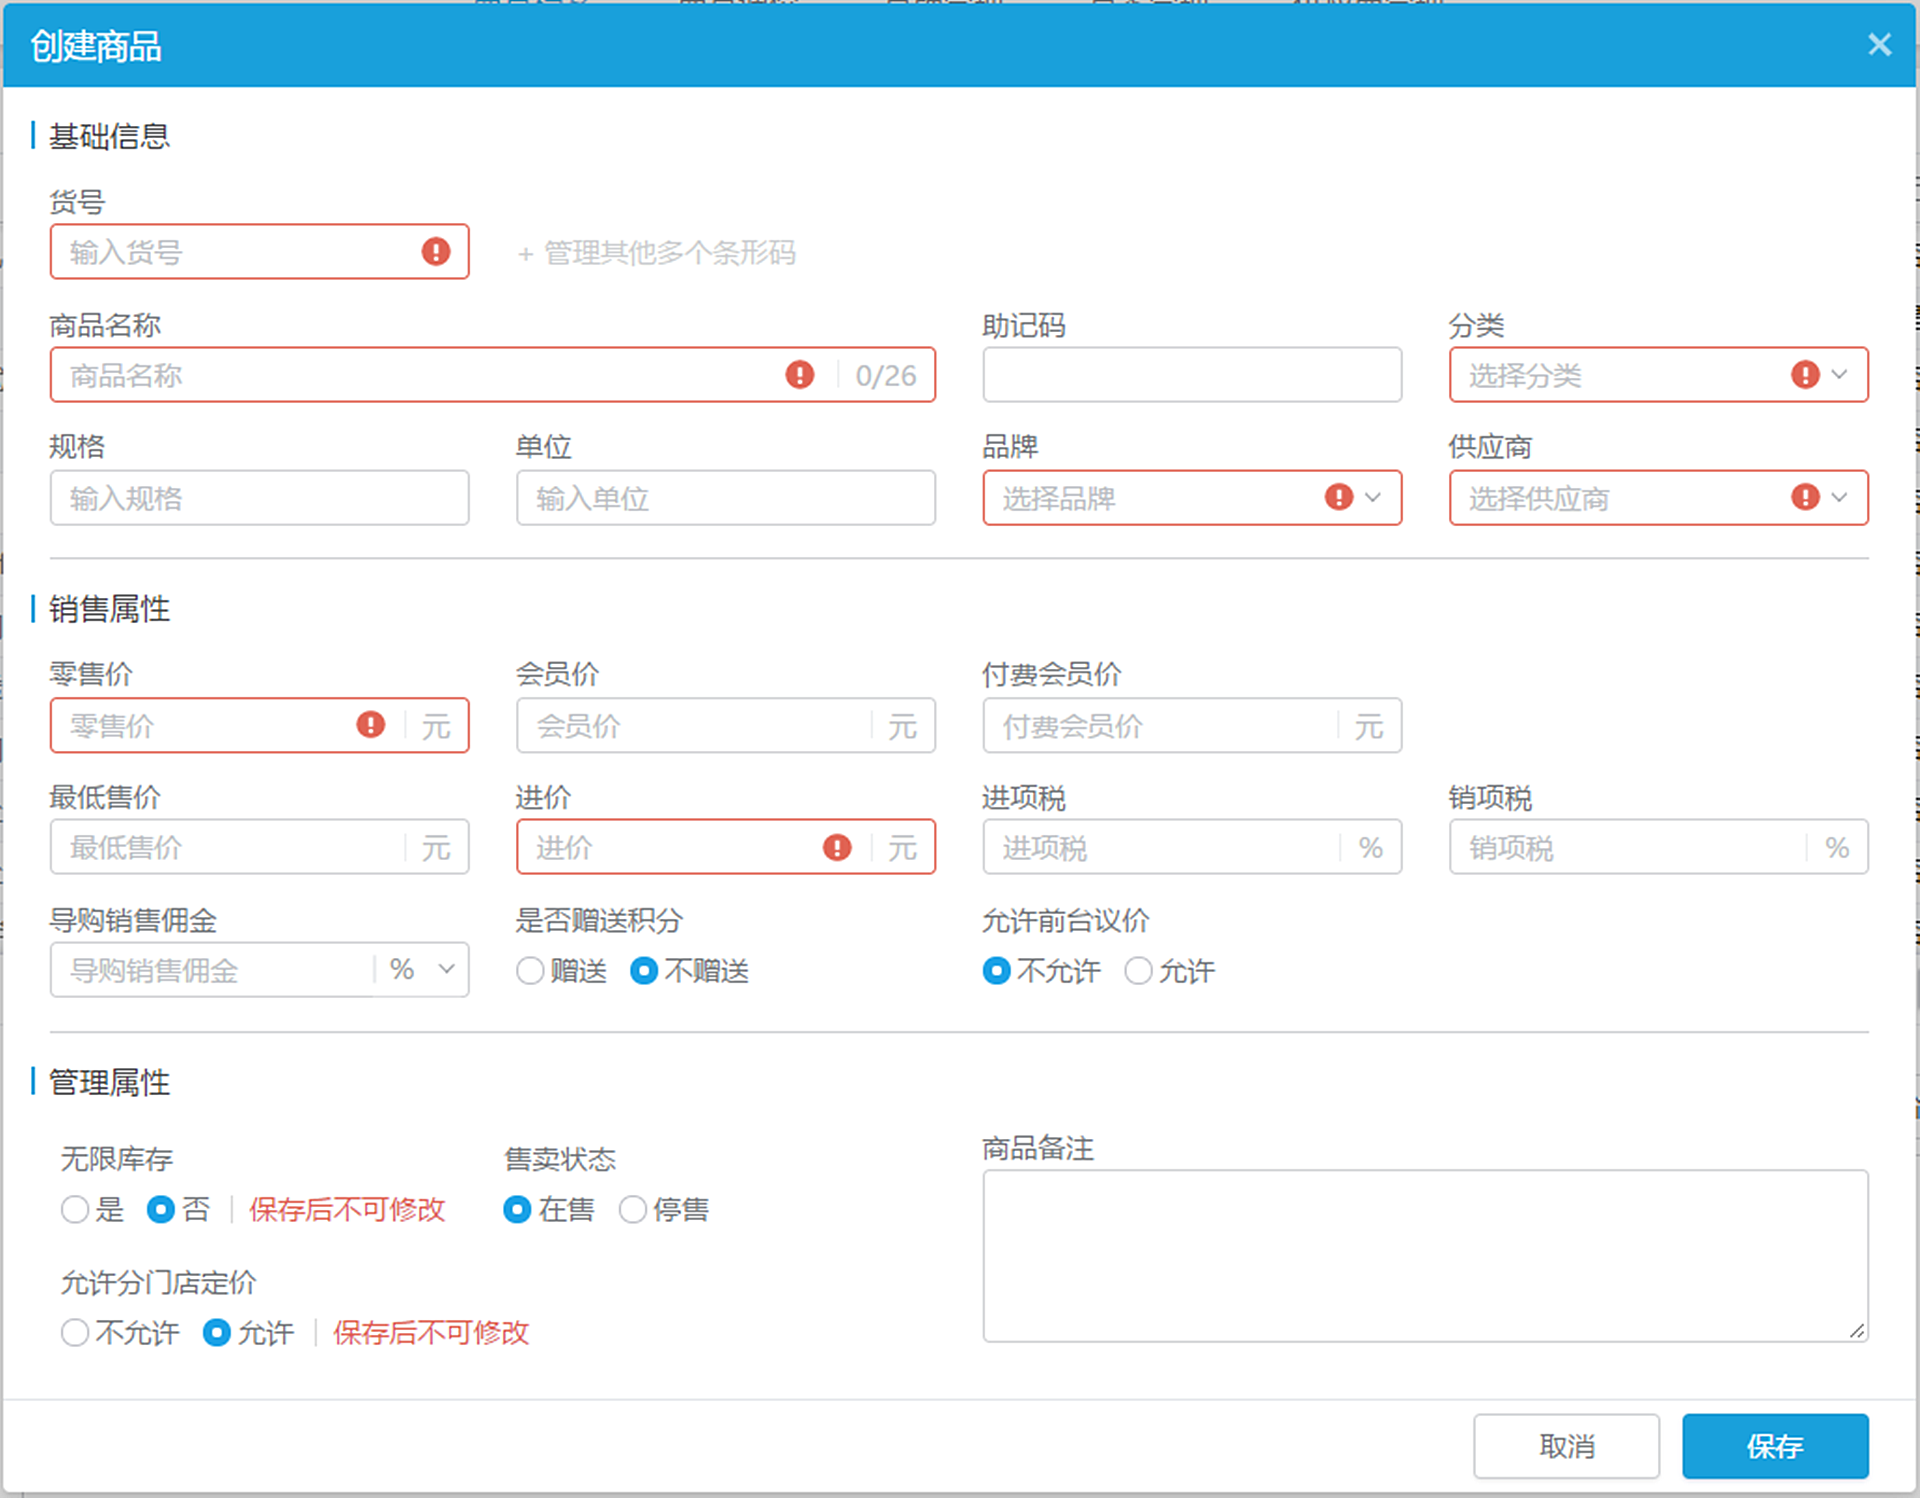 创建商品
基础信息
货号
输入货号
+ 管理其他多个条形码
商品名称 助记码 分类
商品名称 0/26 选择分类
规格 单位 品牌 供应商
输入规格 输入单位 选择品牌 选择供应商
销售属性
零售价 会员价 付费会员价
零售价 元 会员价 元 付费会员价 元
最低售价 进价 进项税 销项税
最低售价 元 进价 元 进项税 % 销项税 %
导购销售佣金 是否赠送积分 允许前台议价
导购销售佣金 % 赠送 不赠送 不允许 允许
管理属性
无限库存 售卖状态 商品备注
是 否 保存后不可修改 在售 停售
允许分门店定价
不允许 允许 保存后不可修改
取消 保存